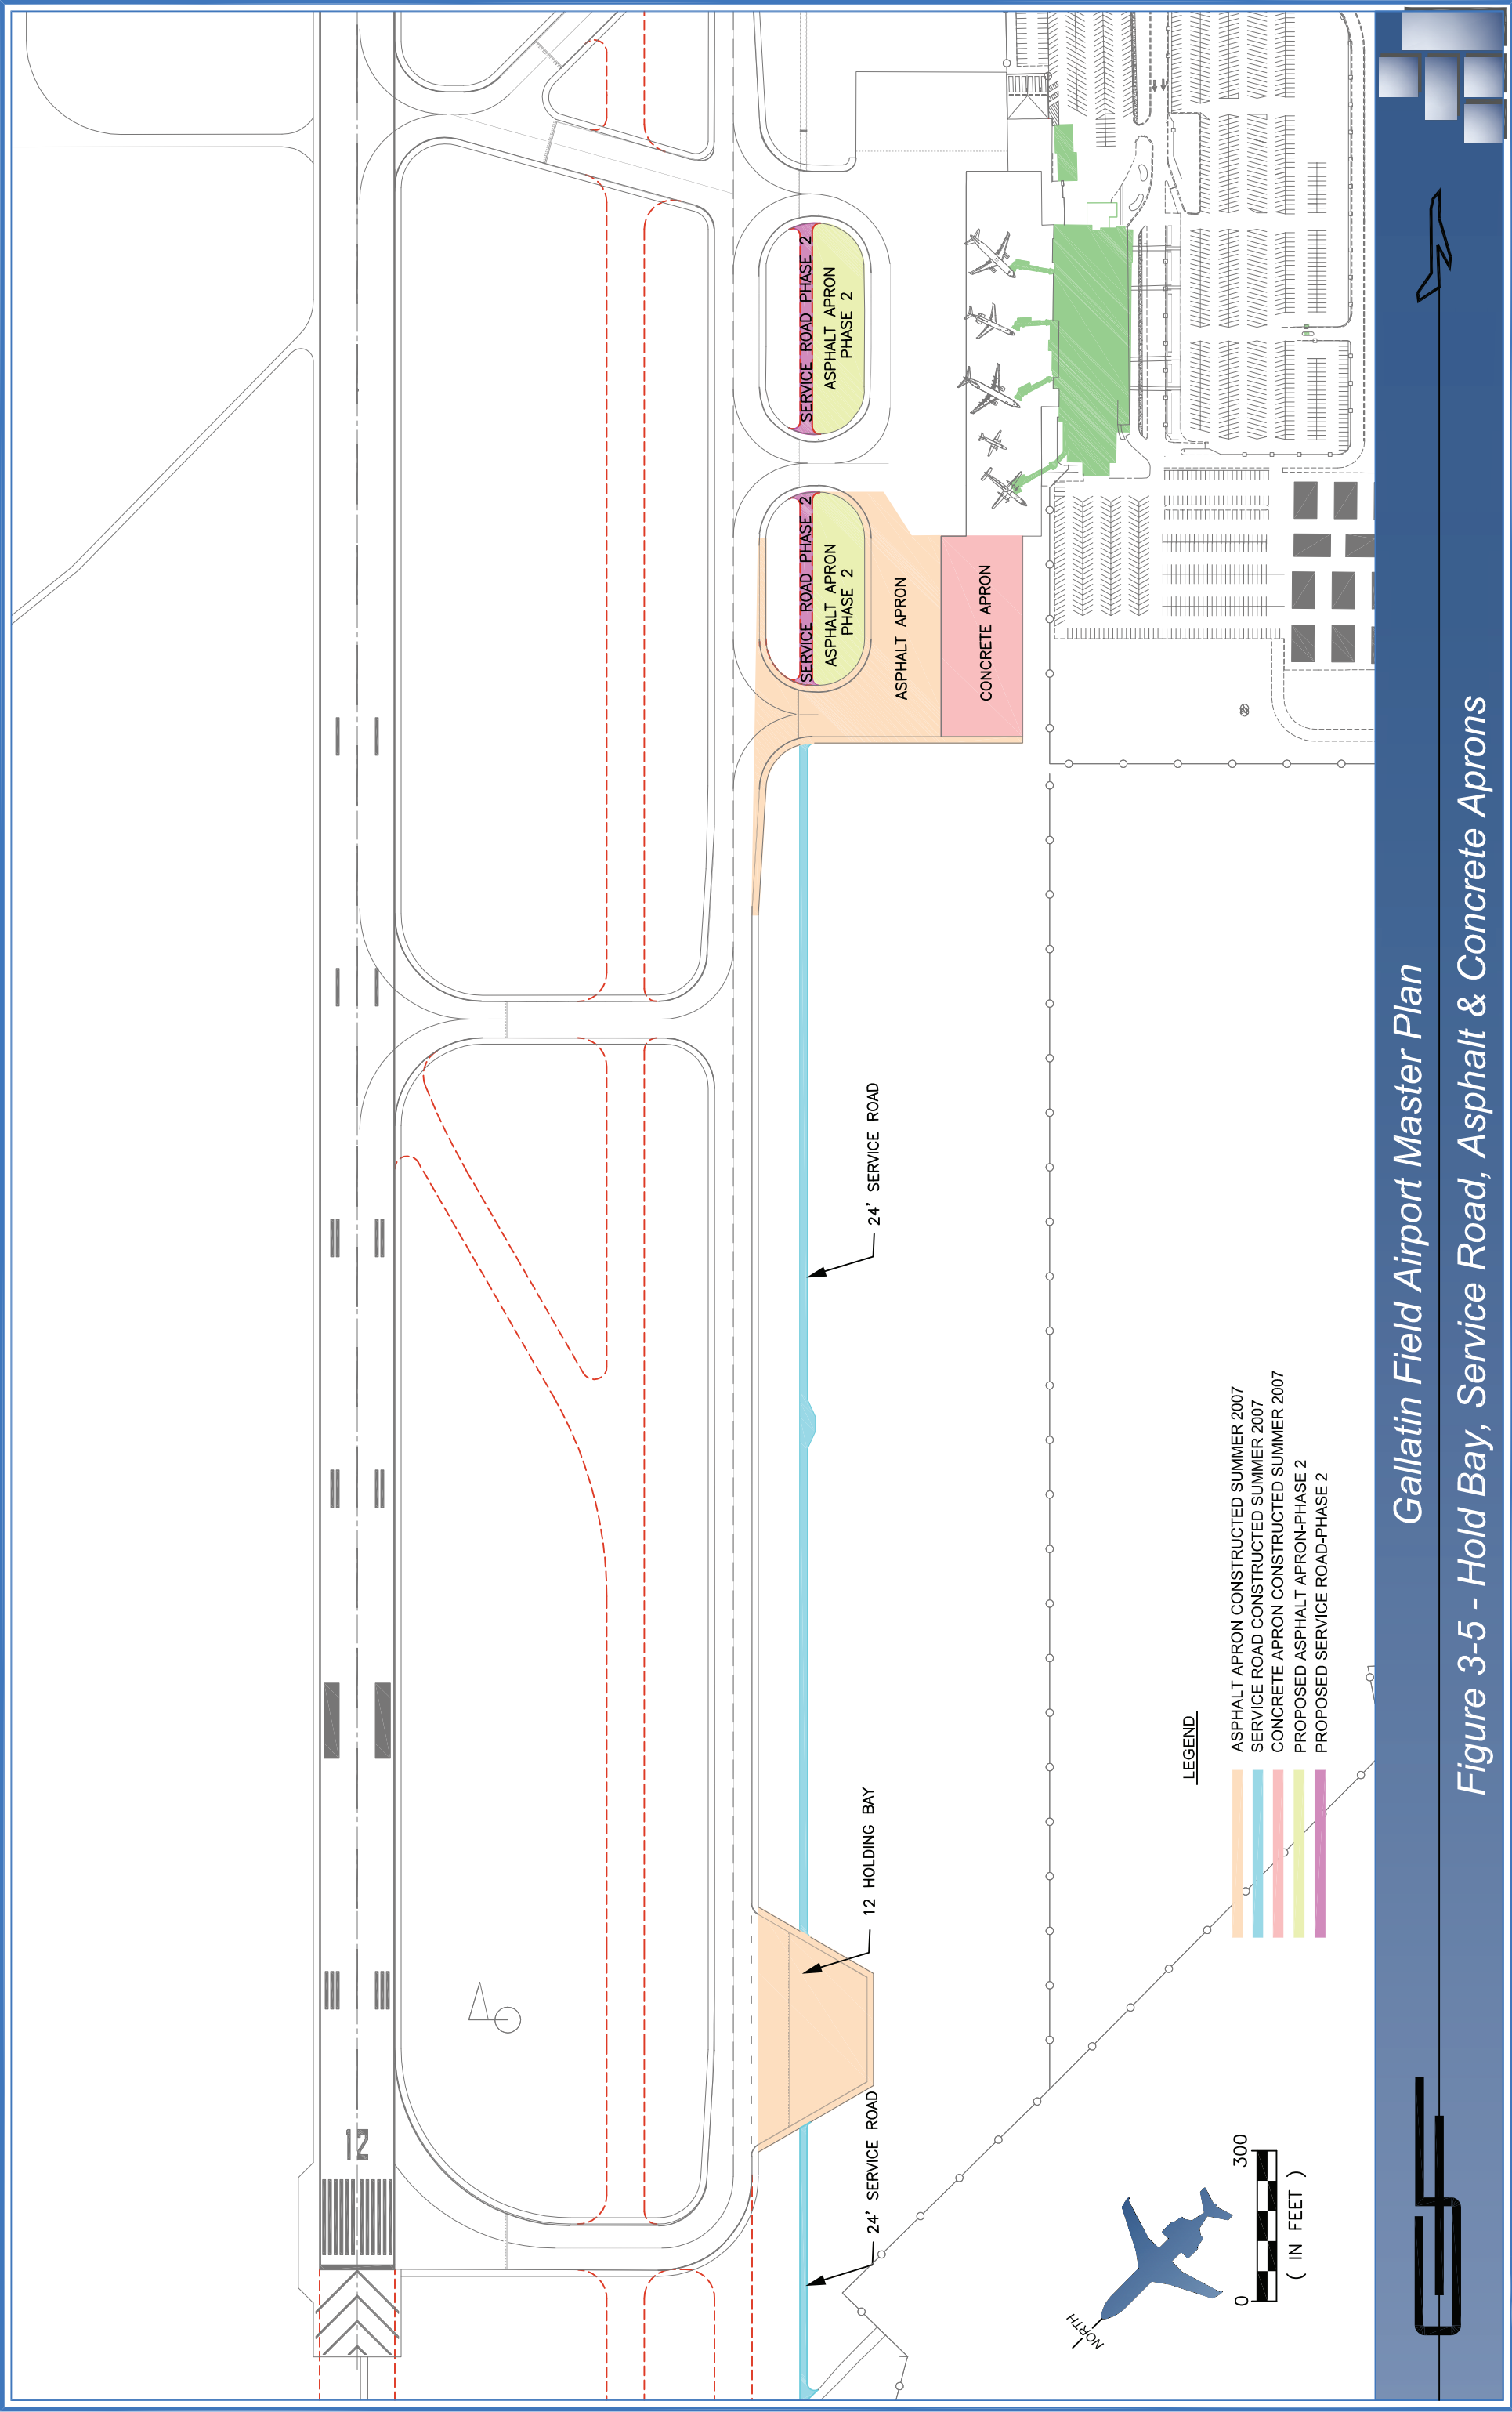 12
SERVICE ROAD PHASE 2
ASPHALT APRON
PHASE 2
SERVICE ROAD PHASE 2
ASPHALT APRON
PHASE 2
ASPHALT APRON
CONCRETE APRON
24' SERVICE ROAD
12 HOLDING BAY
24' SERVICE ROAD
LEGEND
ASPHALT APRON CONSTRUCTED SUMMER 2007
SERVICE ROAD CONSTRUCTED SUMMER 2007
CONCRETE APRON CONSTRUCTED SUMMER 2007
PROPOSED ASPHALT APRON-PHASE 2
PROPOSED SERVICE ROAD-PHASE 2
NORTH
0 300
( IN FEET )
Gallatin Field Airport Master Plan
Figure 3-5 - Hold Bay, Service Road, Asphalt & Concrete Aprons